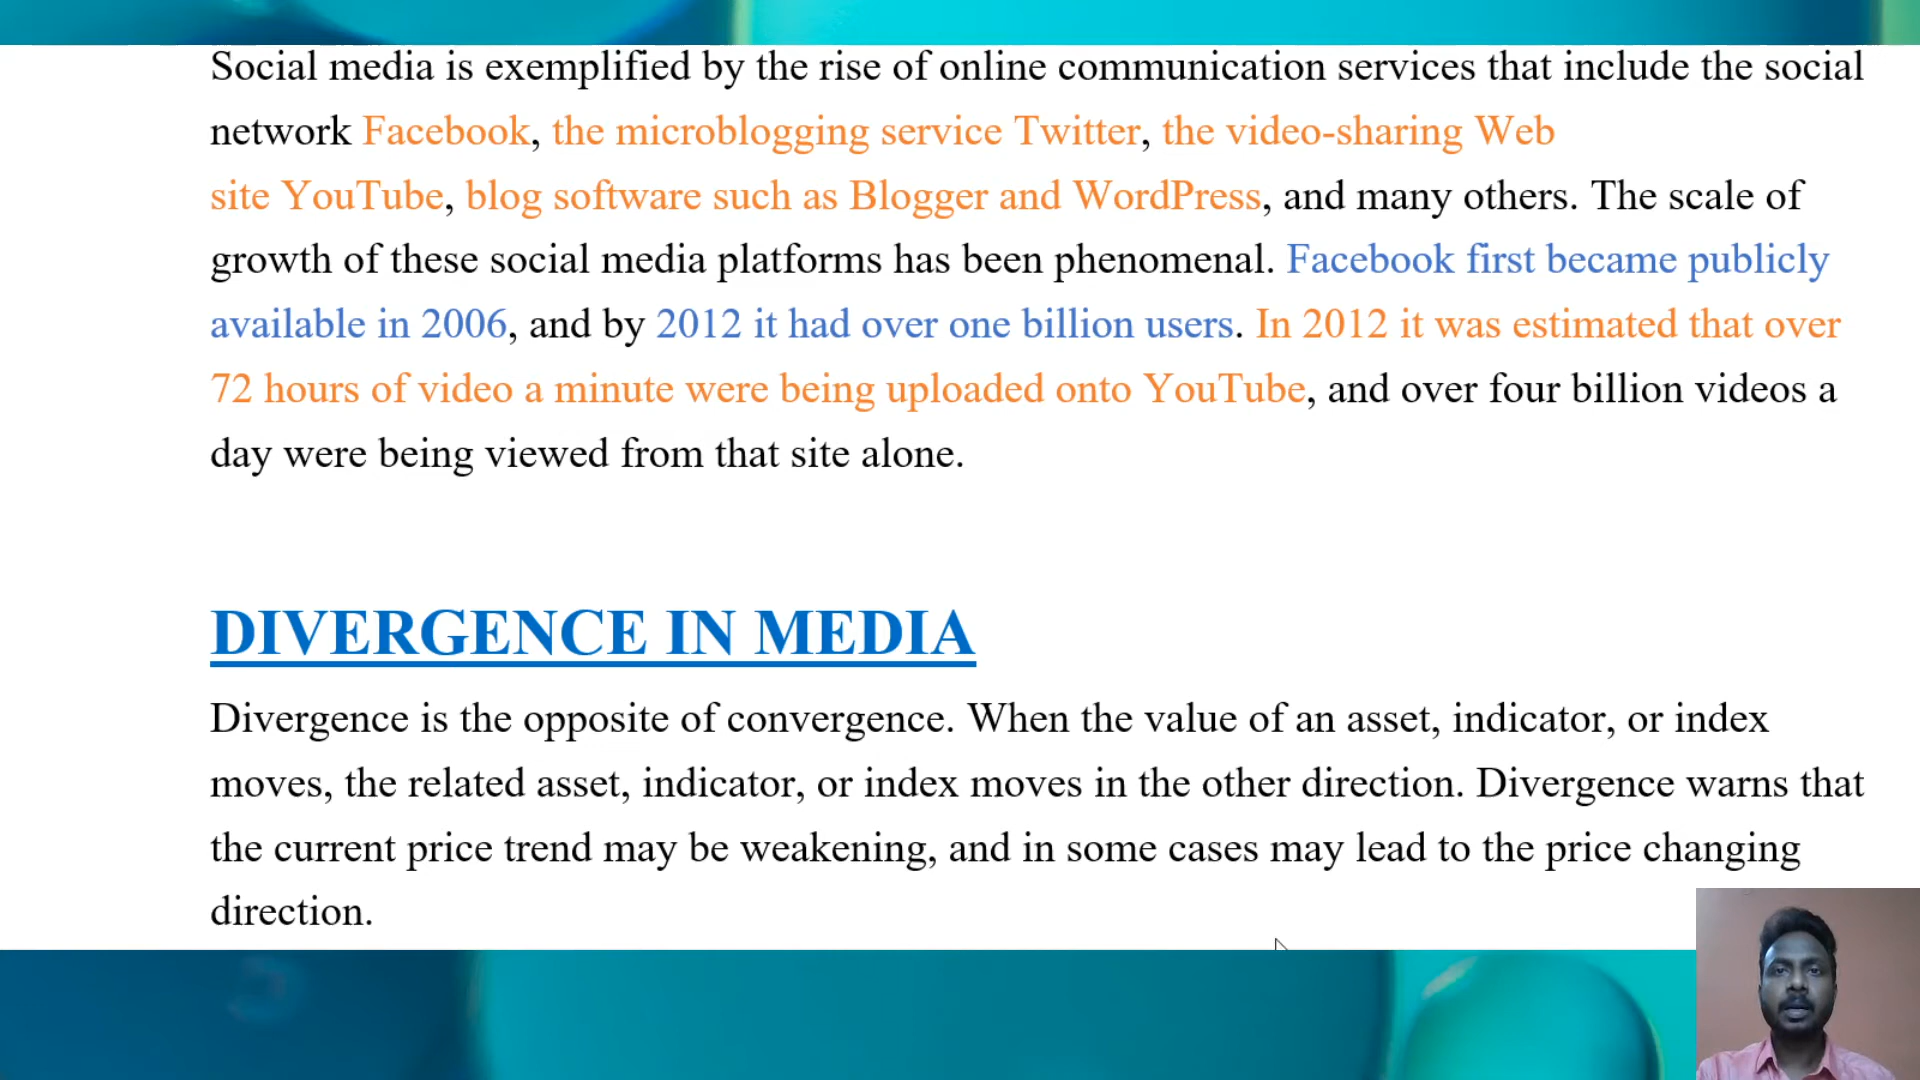 Social media is exemplified by the rise of online communication services that include the social
network Facebook, the microblogging service Twitter, the video-sharing Web
site YouTube, blog software such as Blogger and WordPress, and many others. The scale of
growth of these social media platforms has been phenomenal. Facebook first became publicly
available in 2006, and by 2012 it had over one billion users. In 2012 it was estimated that over
72 hours of video a minute were being uploaded onto YouTube, and over four billion videos a
day were being viewed from that site alone.
DIVERGENCE IN MEDIA
Divergence is the opposite of convergence. When the value of an asset, indicator, or index
moves, the related asset, indicator, or index moves in the other direction. Divergence warns that
the current price trend may be weakening, and in some cases may lead to the price changing
direction.